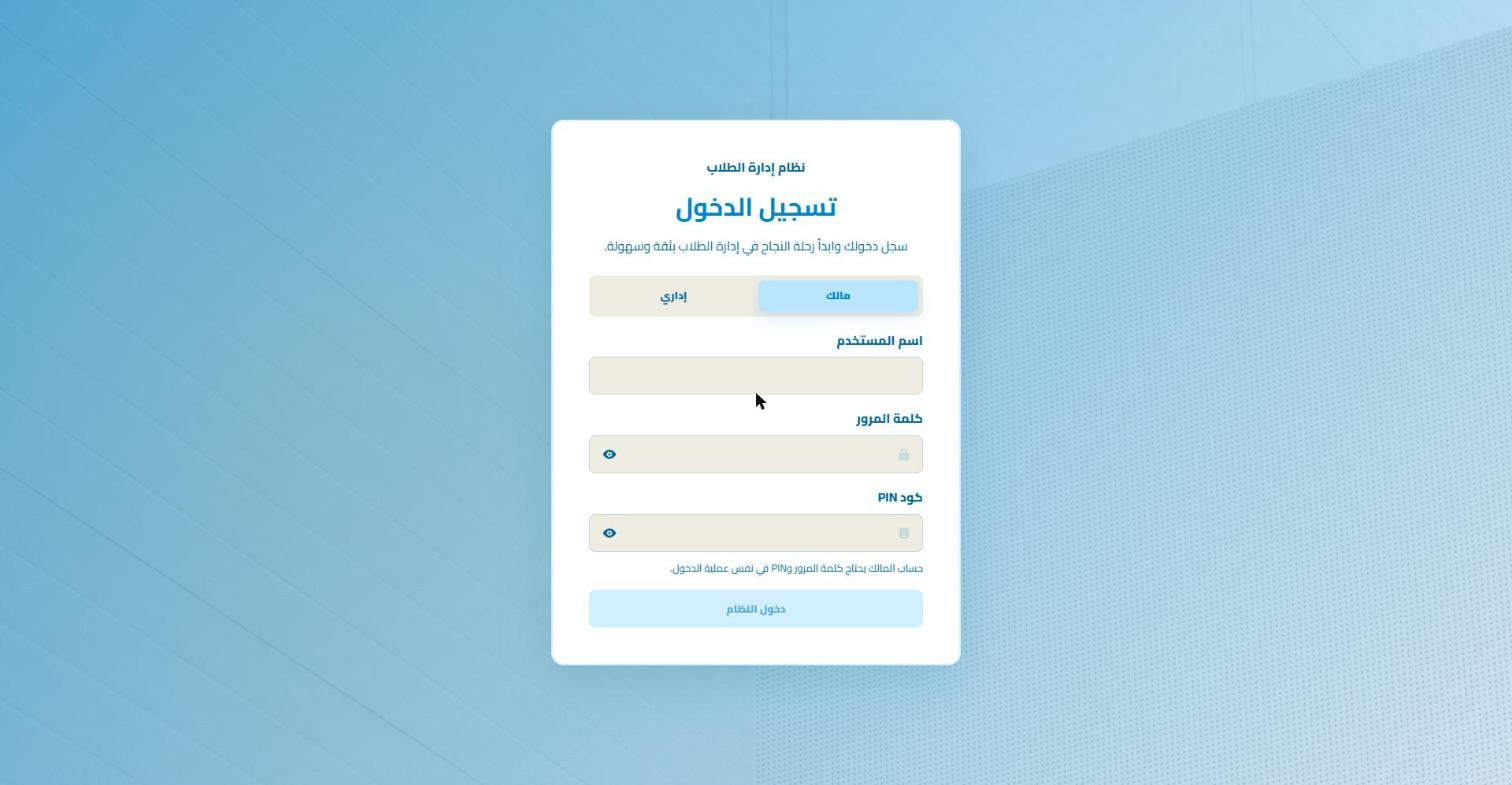 نظام إدارة الطلاب
تسجيل الدخول
سجل دخولك وابدأ رحلة النجاح في إدارة الطلاب بثقة وسهولة.
مالك
إداري
اسم المستخدم
كلمة المرور
كود PIN
حساب المالك يحتاج كلمة المرور وPIN في نفس عملية الدخول.
دخول النظام